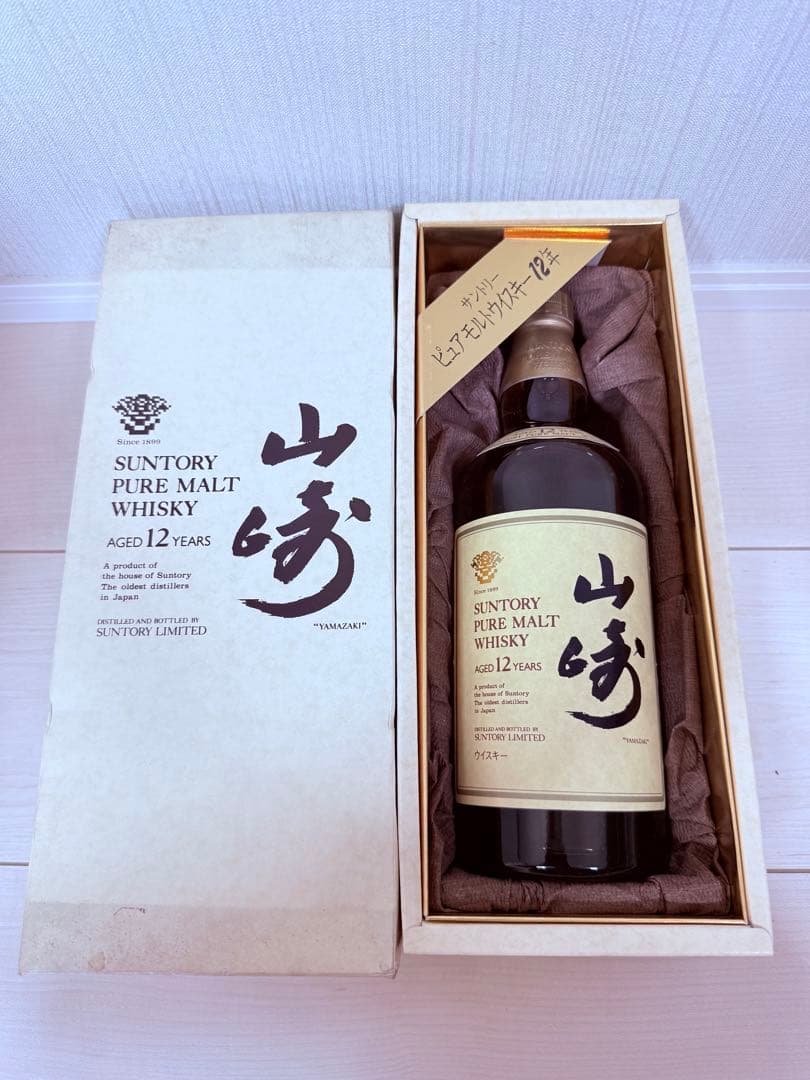 Since 1899
SUNTORY
PURE MALT
WHISKY
AGED 12 YEARS
A product of
the house of Suntory
The oldest distillers
in Japan
DISTILLED AND BOTTLED BY
SUNTORY LIMITED
山崎
"YAMAZAKI"
サントリー
ピュアモルトウイスキー12年
12
Since 1899
SUNTORY
PURE MALT
WHISKY
AGED 12 YEARS
A product of
the house of Suntory
The oldest distillers
in Japan
DISTILLED AND BOTTLED BY
SUNTORY LIMITED
ウイスキー
山崎
"YAMAZAKI"